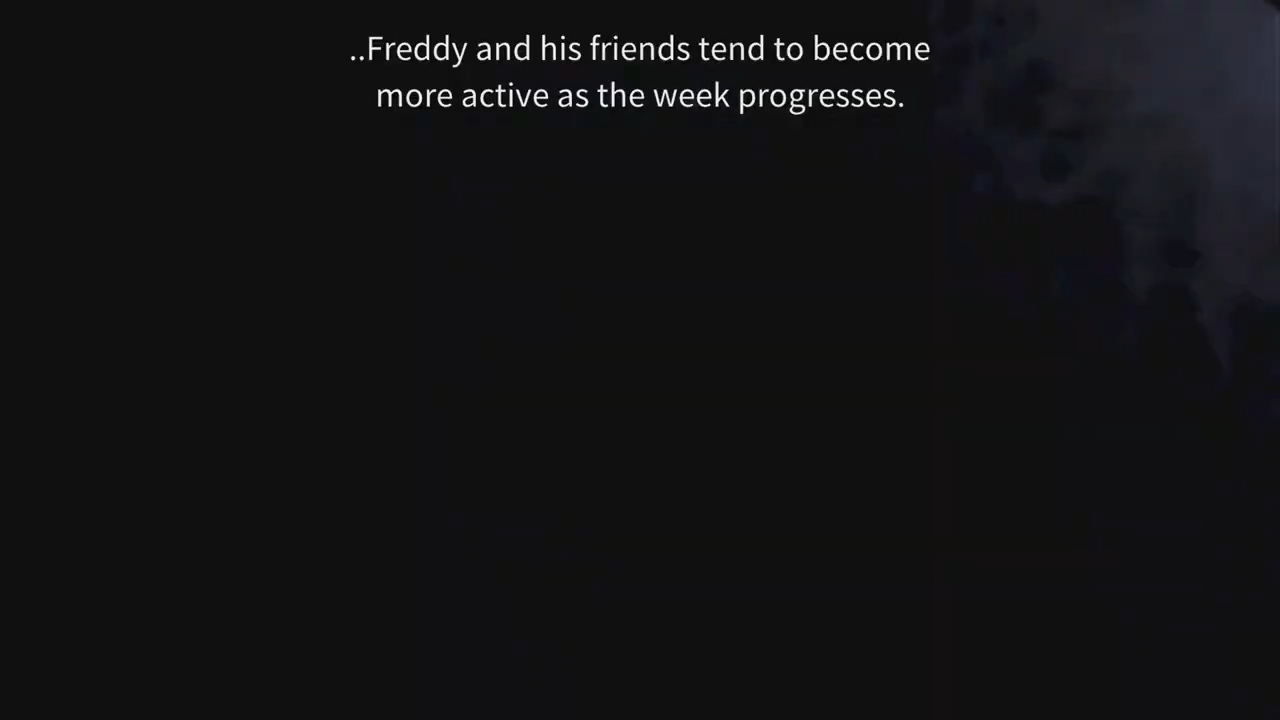 ..Freddy and his friends tend to become
more active as the week progresses.